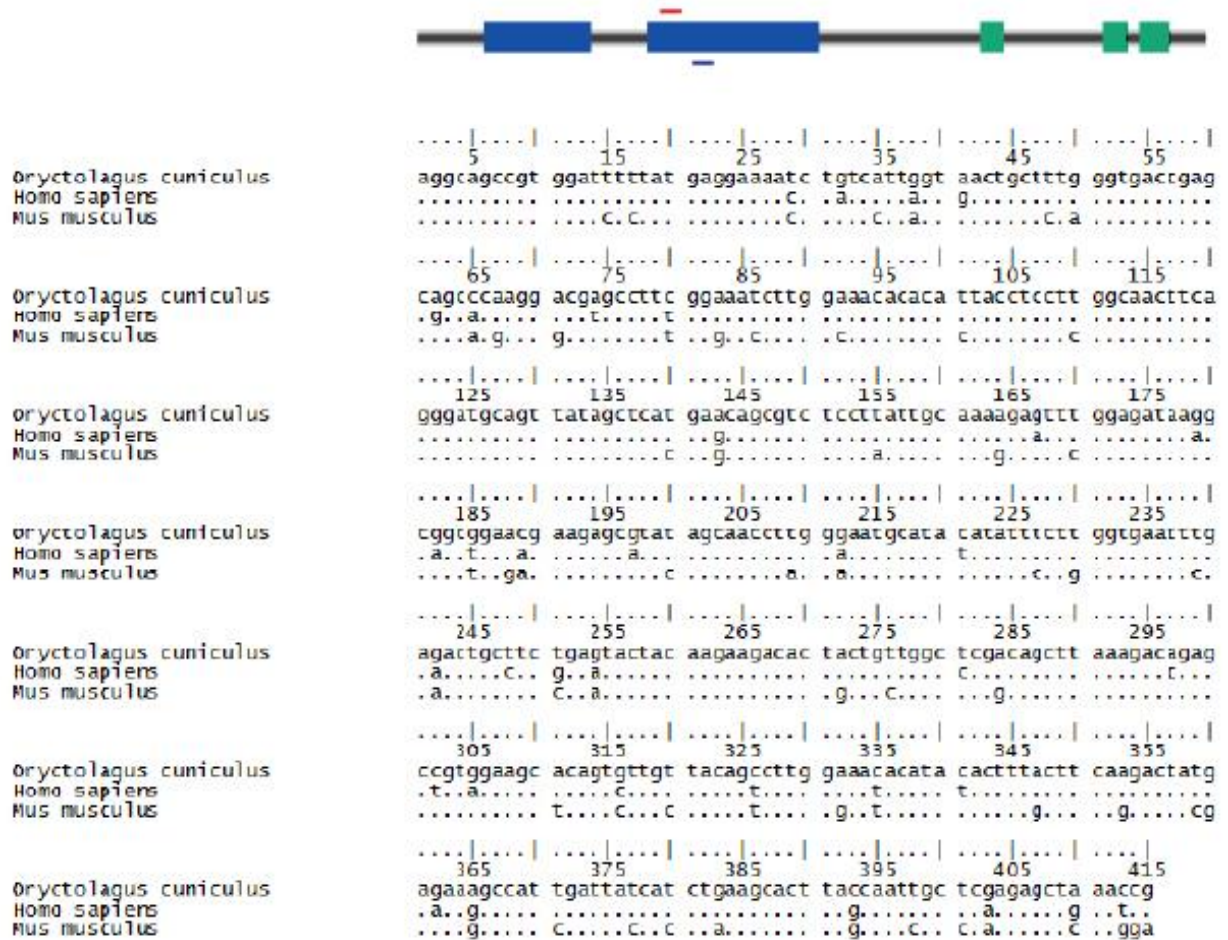 ....|....| ....|....| ....|....| ....|....| ....|....| ....|....|
5 15 25 35 45 55
Oryctolagus cuniculus aggcagccgt ggatttttat gaggaaaatc tgtcattggt aactgctttg ggtgaccgag
Homo sapiens .......... .......... ........c. .a.....a.. g......... ..........
Mus musculus .......... ....c.c... ........c. ....c..a.. .......c.a ..........
....|....| ....|....| ....|....| ....|....| ....|....| ....|....|
65 75 85 95 105 115
Oryctolagus cuniculus cagcccaagg acgagccttc ggaaatcttg gaaacacaca ttacctcctt ggcaacttca
Homo sapiens .g..a..... ...t.....t .......... .......... .......... ..........
Mus musculus ....a.g... g........t ..g..c.... .c........ c........c ..........
....|....| ....|....| ....|....| ....|....| ....|....| ....|....|
125 135 145 155 165 175
Oryctolagus cuniculus gggatgcagt tatagctcat gaacagcgtc tccttattgc aaaagagttt ggagataagg
Homo sapiens .......... .......... ..g....... .......... ......a... ........a.
Mus musculus .......... .........c ..g....... ....a..... ...g.....c ..........
....|....| ....|....| ....|....| ....|....| ....|....| ....|....|
185 195 205 215 225 235
Oryctolagus cuniculus cggcggaacg aagagcgtat agcaaccttg ggaatgcata catatttctt ggtgaatttg
Homo sapiens .a..t...a. ......a... .......... .a........ t......... ..........
Mus musculus ....t..ga. .........c ........a. .a........ ......c..g ........c.
....|....| ....|....| ....|....| ....|....| ....|....| ....|....|
245 255 265 275 285 295
Oryctolagus cuniculus agactgcttc tgagtactac aagaagacac tactgttggc tcgacagctt aaagacagag
Homo sapiens .a.....c.. g..a...... .......... .......... c......... ......c...
Mus musculus .a........ c..a...... .......... .g...c.... ...g...... ..........
....|....| ....|....| ....|....| ....|....| ....|....| ....|....|
305 315 325 335 345 355
Oryctolagus cuniculus ccgtggaagc acagtgttgt tacagccttg gaaacacata cactttactt caagactatg
Homo sapiens .t..a..... .....c.... .....t.... ....t..... t......... ..........
Mus musculus .......... t....c...c .....t.... .g..t..... ......g... ..g.....cg
....|....| ....|....| ....|....| ....|....| ....|....| ....|
365 375 385 395 405 415
Oryctolagus cuniculus agaaagccat tgattatcat ctgaagcact taccaattgc tcgagagcta aaccg
Homo sapiens .a..g..... .......... .......... ..g....... ..a......g ..t..
Mus musculus ....g..... c.....c..c ..a....... ..g....c.. c.a......c ..gga